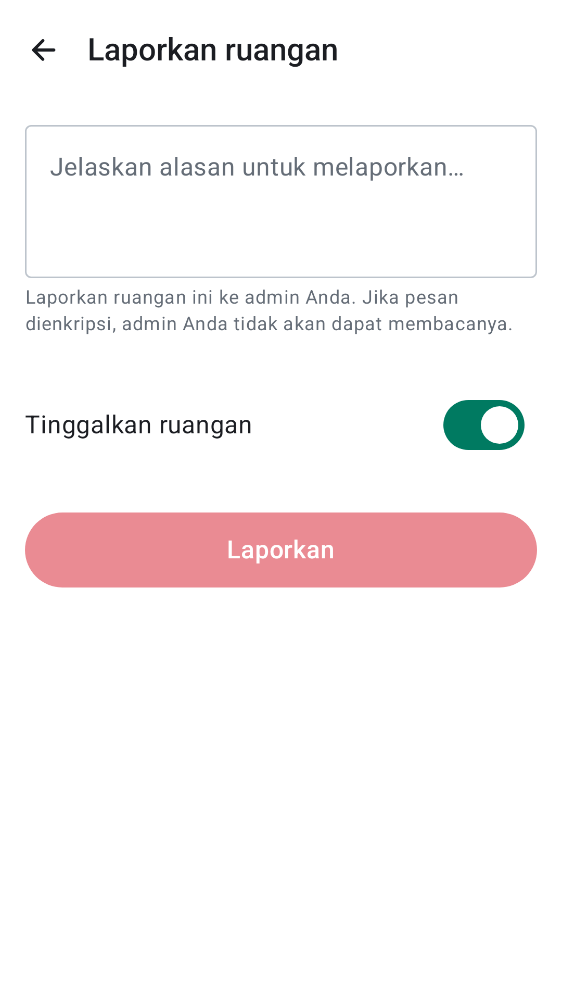 Laporkan ruangan
Jelaskan alasan untuk melaporkan…
Laporkan ruangan ini ke admin Anda. Jika pesan
dienkripsi, admin Anda tidak akan dapat membacanya.
Tinggalkan ruangan
Laporkan